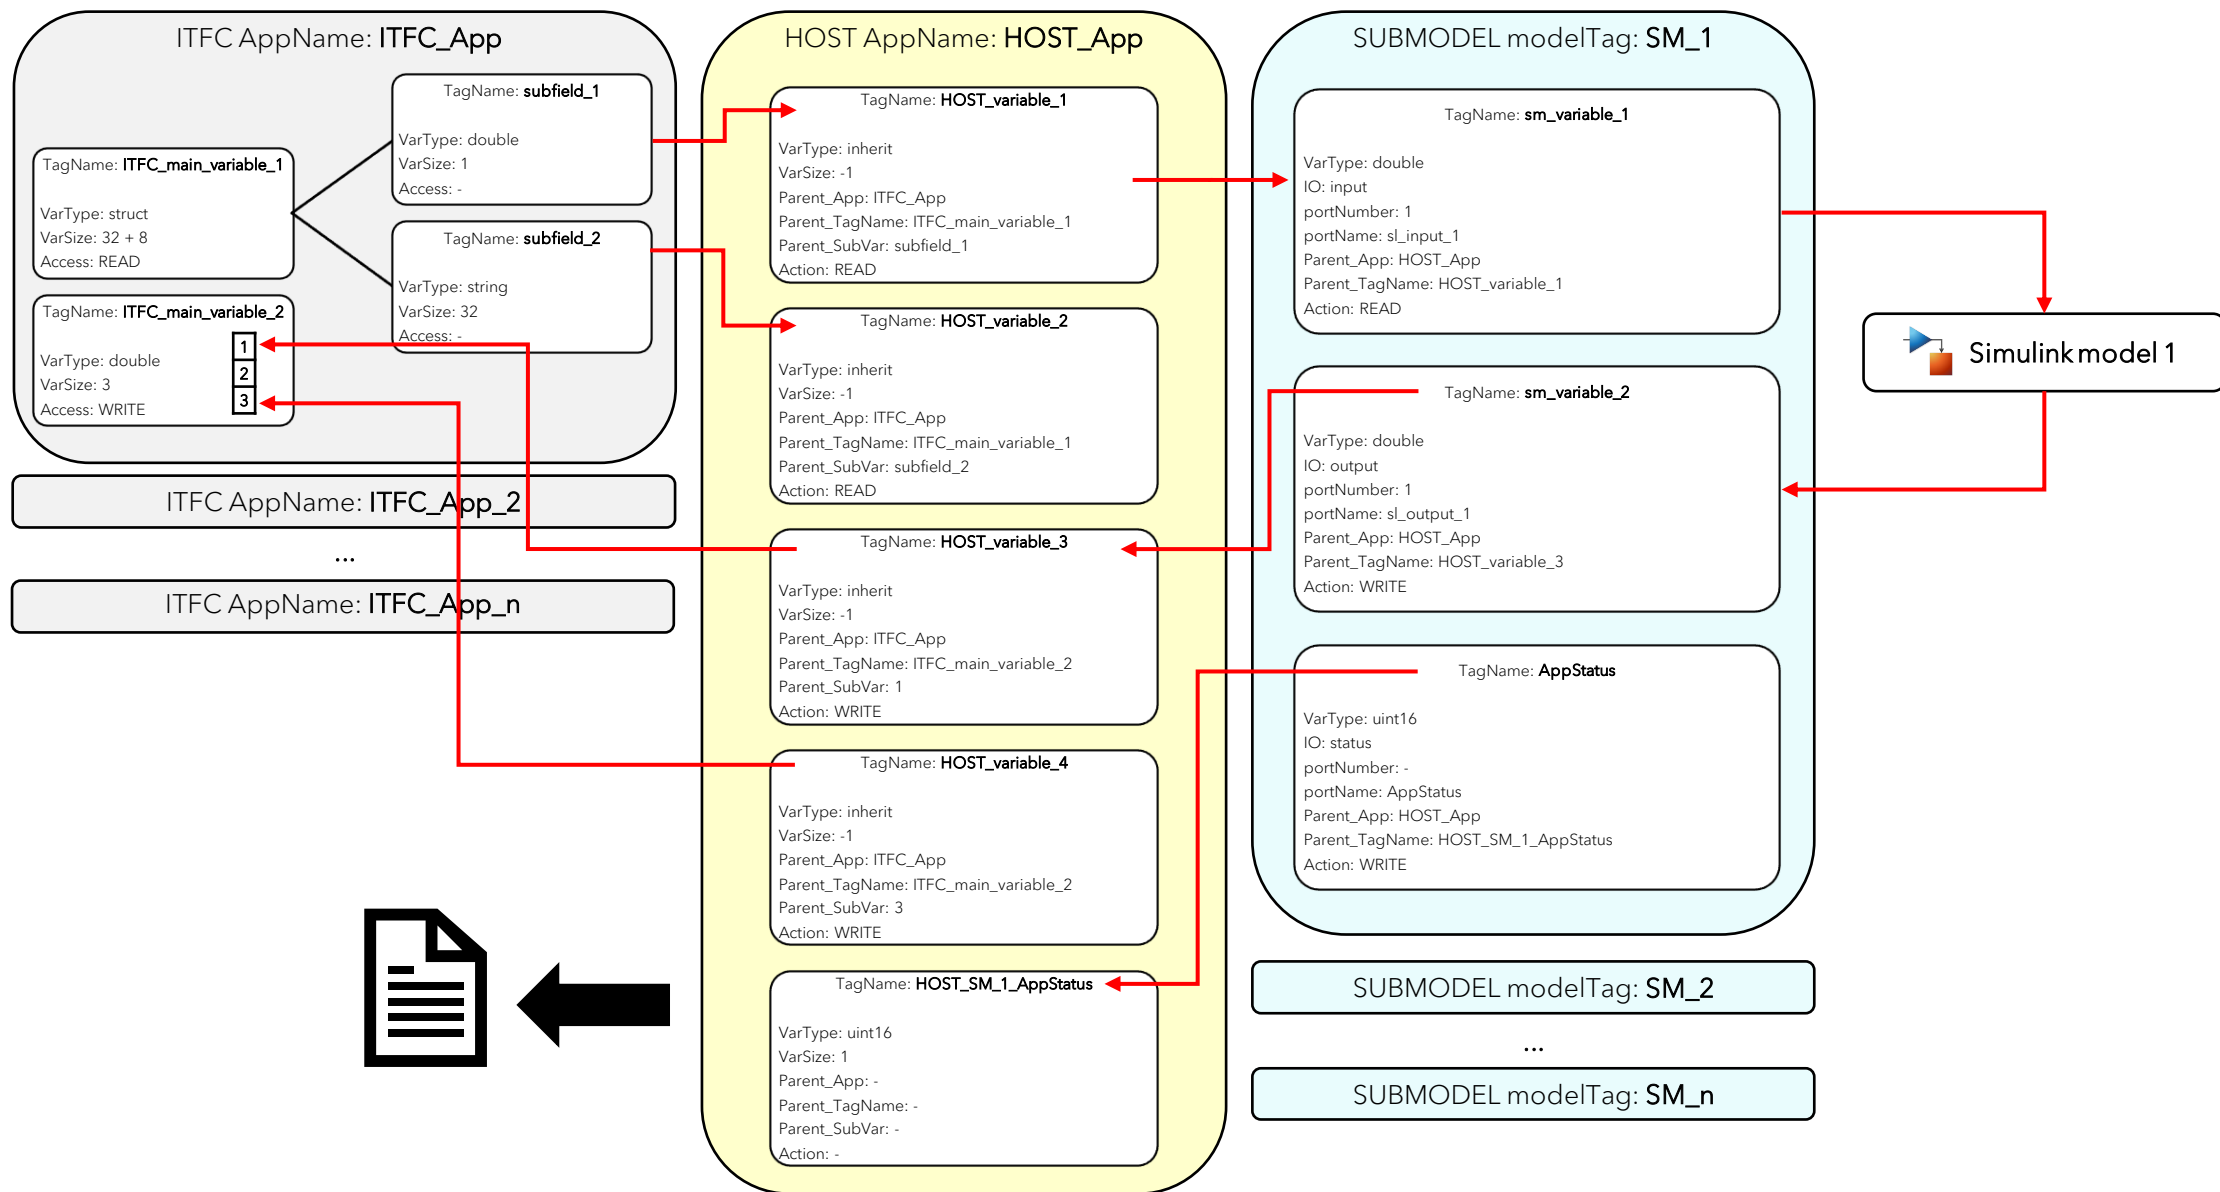 ITFC AppName: ITFC_App
TagName: ITFC_main_variable_1
VarType: struct
VarSize: 32 + 8
Access: READ
TagName: subfield_1
VarType: double
VarSize: 1
Access: -
TagName: subfield_2
VarType: string
VarSize: 32
Access: -
TagName: ITFC_main_variable_2
VarType: double
VarSize: 3
Access: WRITE
1
2
3
ITFC AppName: ITFC_App_2
...
ITFC AppName: ITFC_App_n
HOST AppName: HOST_App
TagName: HOST_variable_1
VarType: inherit
VarSize: -1
Parent_App: ITFC_App
Parent_TagName: ITFC_main_variable_1
Parent_SubVar: subfield_1
Action: READ
TagName: HOST_variable_2
VarType: inherit
VarSize: -1
Parent_App: ITFC_App
Parent_TagName: ITFC_main_variable_1
Parent_SubVar: subfield_2
Action: READ
TagName: HOST_variable_3
VarType: inherit
VarSize: -1
Parent_App: ITFC_App
Parent_TagName: ITFC_main_variable_2
Parent_SubVar: 1
Action: WRITE
TagName: HOST_variable_4
VarType: inherit
VarSize: -1
Parent_App: ITFC_App
Parent_TagName: ITFC_main_variable_2
Parent_SubVar: 3
Action: WRITE
TagName: HOST_SM_1_AppStatus
VarType: uint16
VarSize: 1
Parent_App: -
Parent_TagName: -
Parent_SubVar: -
Action: -
SUBMODEL modelTag: SM_1
TagName: sm_variable_1
VarType: double
IO: input
portNumber: 1
portName: sl_input_1
Parent_App: HOST_App
Parent_TagName: HOST_variable_1
Action: READ
TagName: sm_variable_2
VarType: double
IO: output
portNumber: 1
portName: sl_output_1
Parent_App: HOST_App
Parent_TagName: HOST_variable_3
Action: WRITE
TagName: AppStatus
VarType: uint16
IO: status
portNumber: -
portName: AppStatus
Parent_App: HOST_App
Parent_TagName: HOST_SM_1_AppStatus
Action: WRITE
SUBMODEL modelTag: SM_2
...
SUBMODEL modelTag: SM_n
Simulink model 1